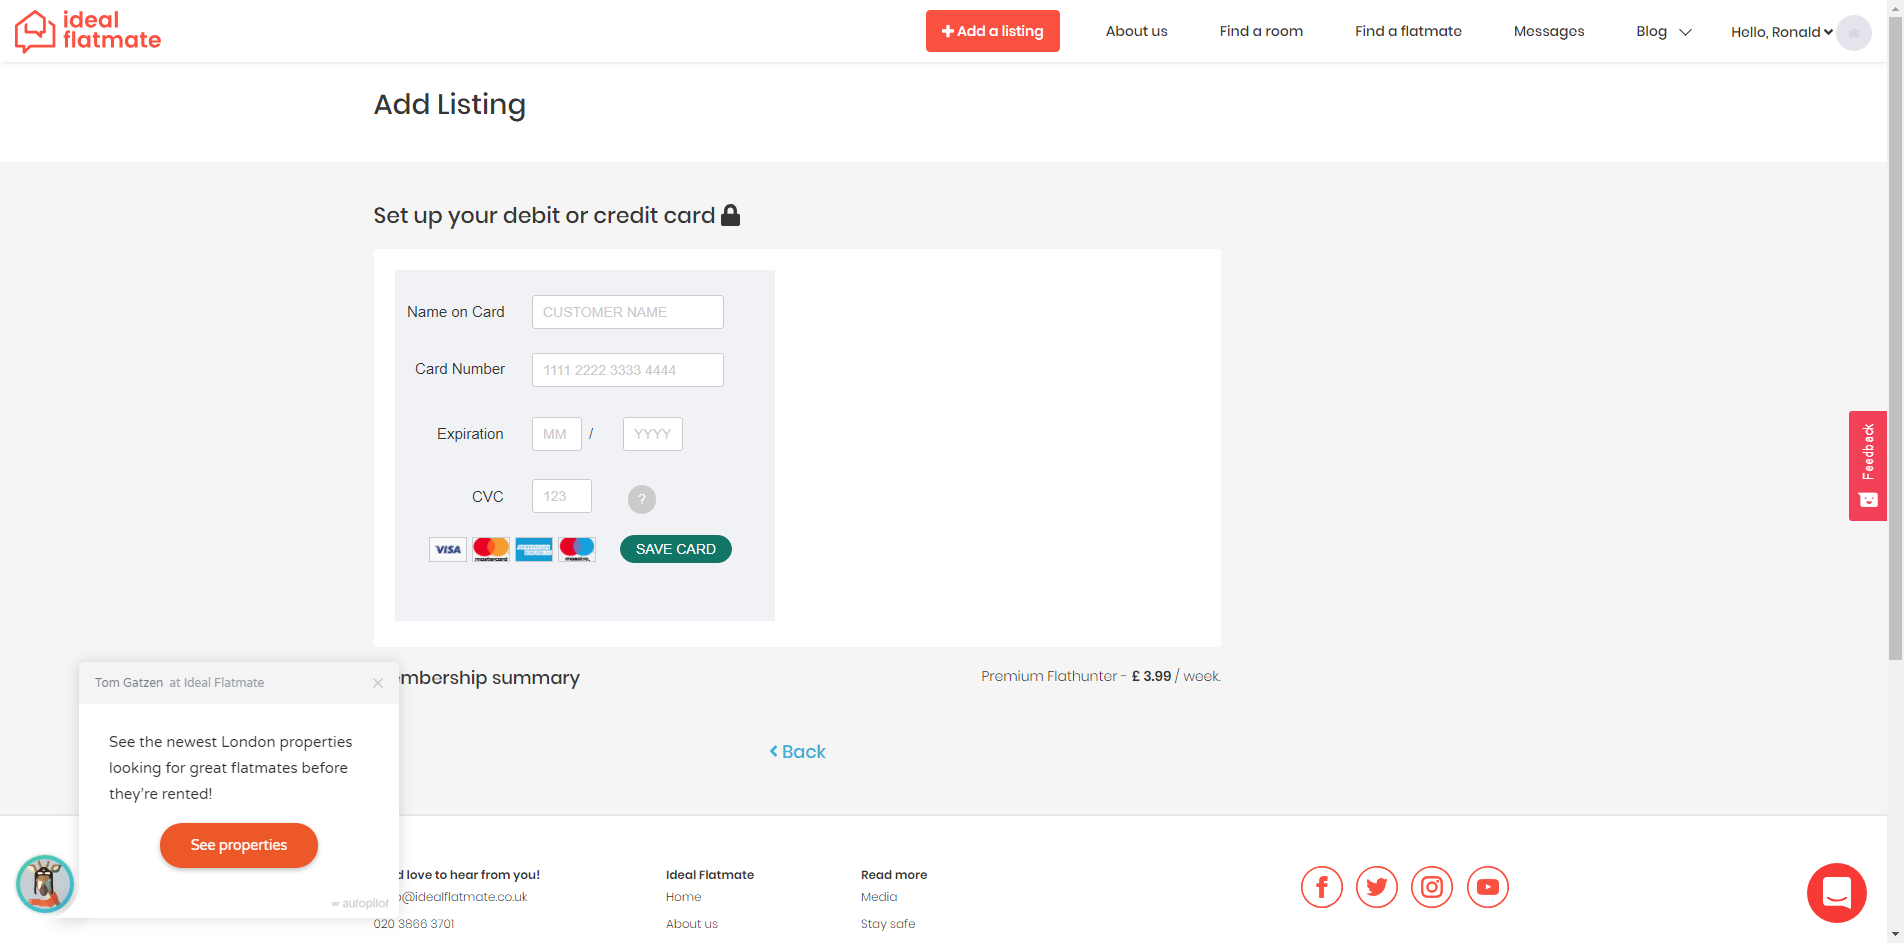 ideal
flatmate
Add a listing
About us
Find a room
Find a flatmate
Messages
Blog
Hello, Ronald
Add Listing
Set up your debit or credit card
Name on Card
CUSTOMER NAME
Card Number
1111 2222 3333 4444
Expiration
MM / YYYY
CVC
123
?
VISA
mastercard
maestro
SAVE CARD
Feedback
mbership summary
Premium Flathunter - £ 3.99 / week.
Back
Tom Gatzen at Ideal Flatmate
See the newest London properties
looking for great flatmates before
they're rented!
See properties
autopilot
d love to hear from you!
@idealflatmate.co.uk
020 3866 3701
Ideal Flatmate
Home
About us
Read more
Media
Stay safe